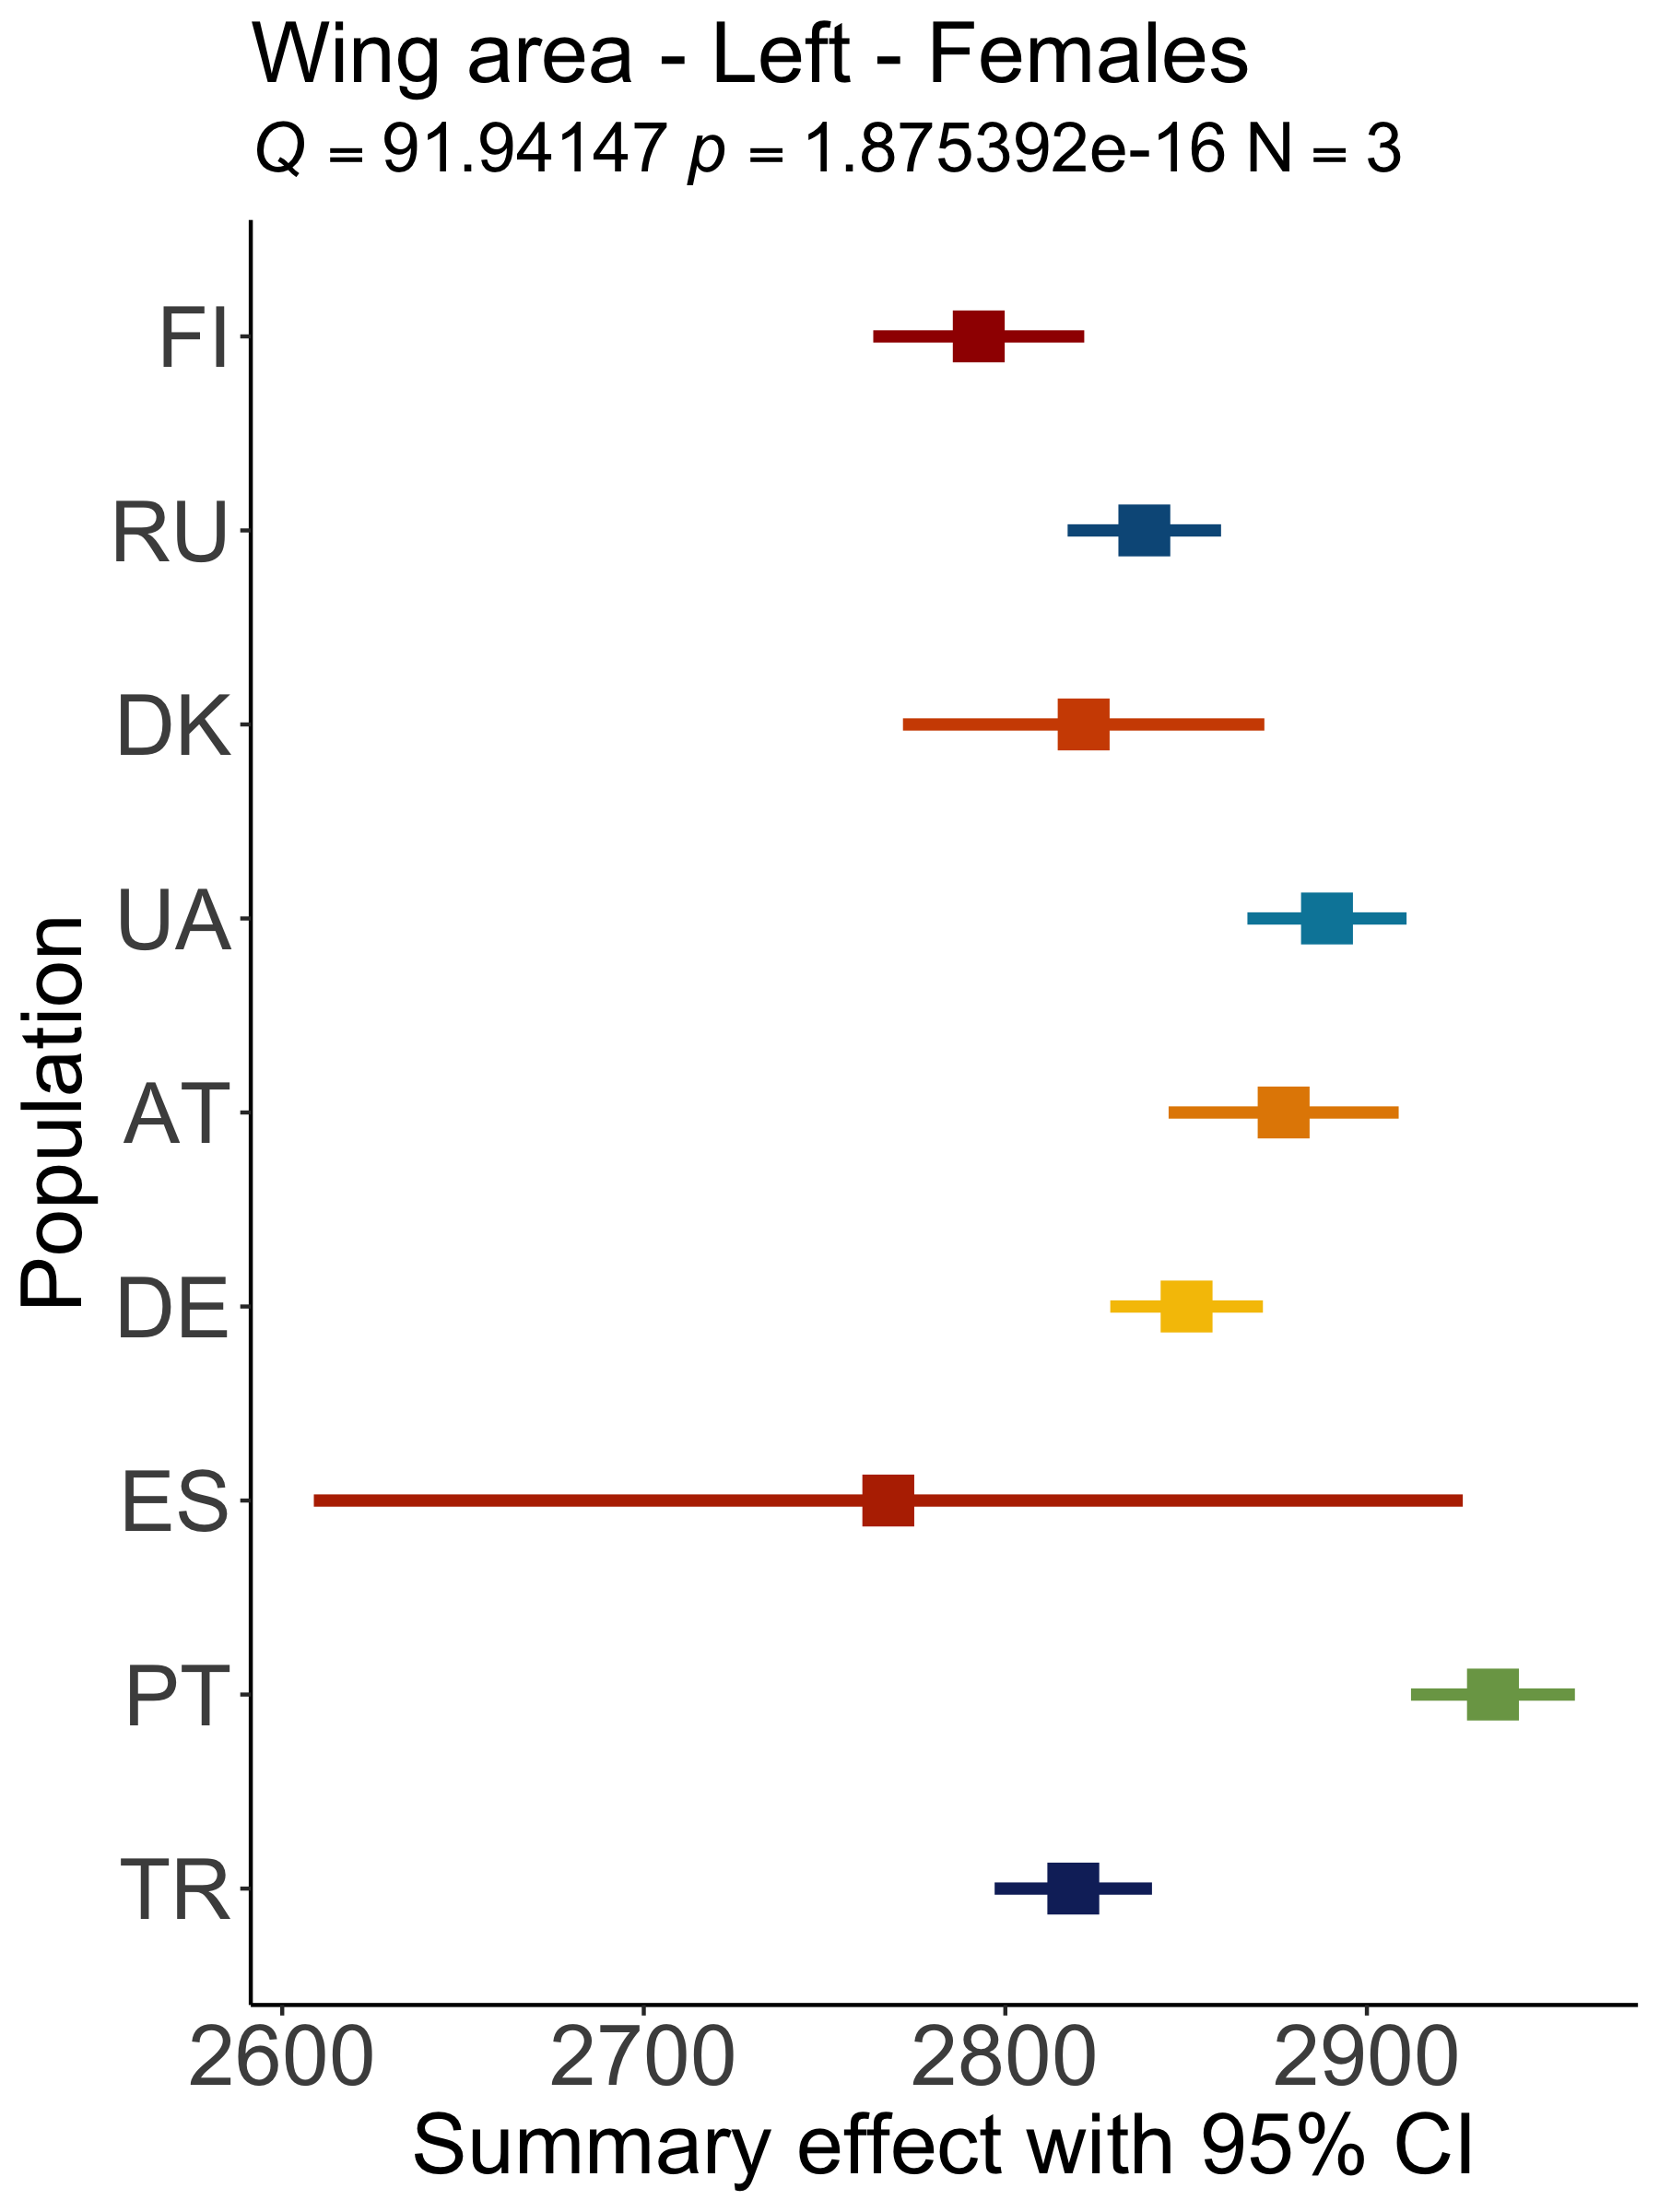 Wing area - Left - Females
Q = 91.94147 p = 1.875392e-16 N = 3
Population
FI
RU
DK
UA
AT
DE
ES
PT
TR
2600 2700 2800 2900
Summary effect with 95% CI